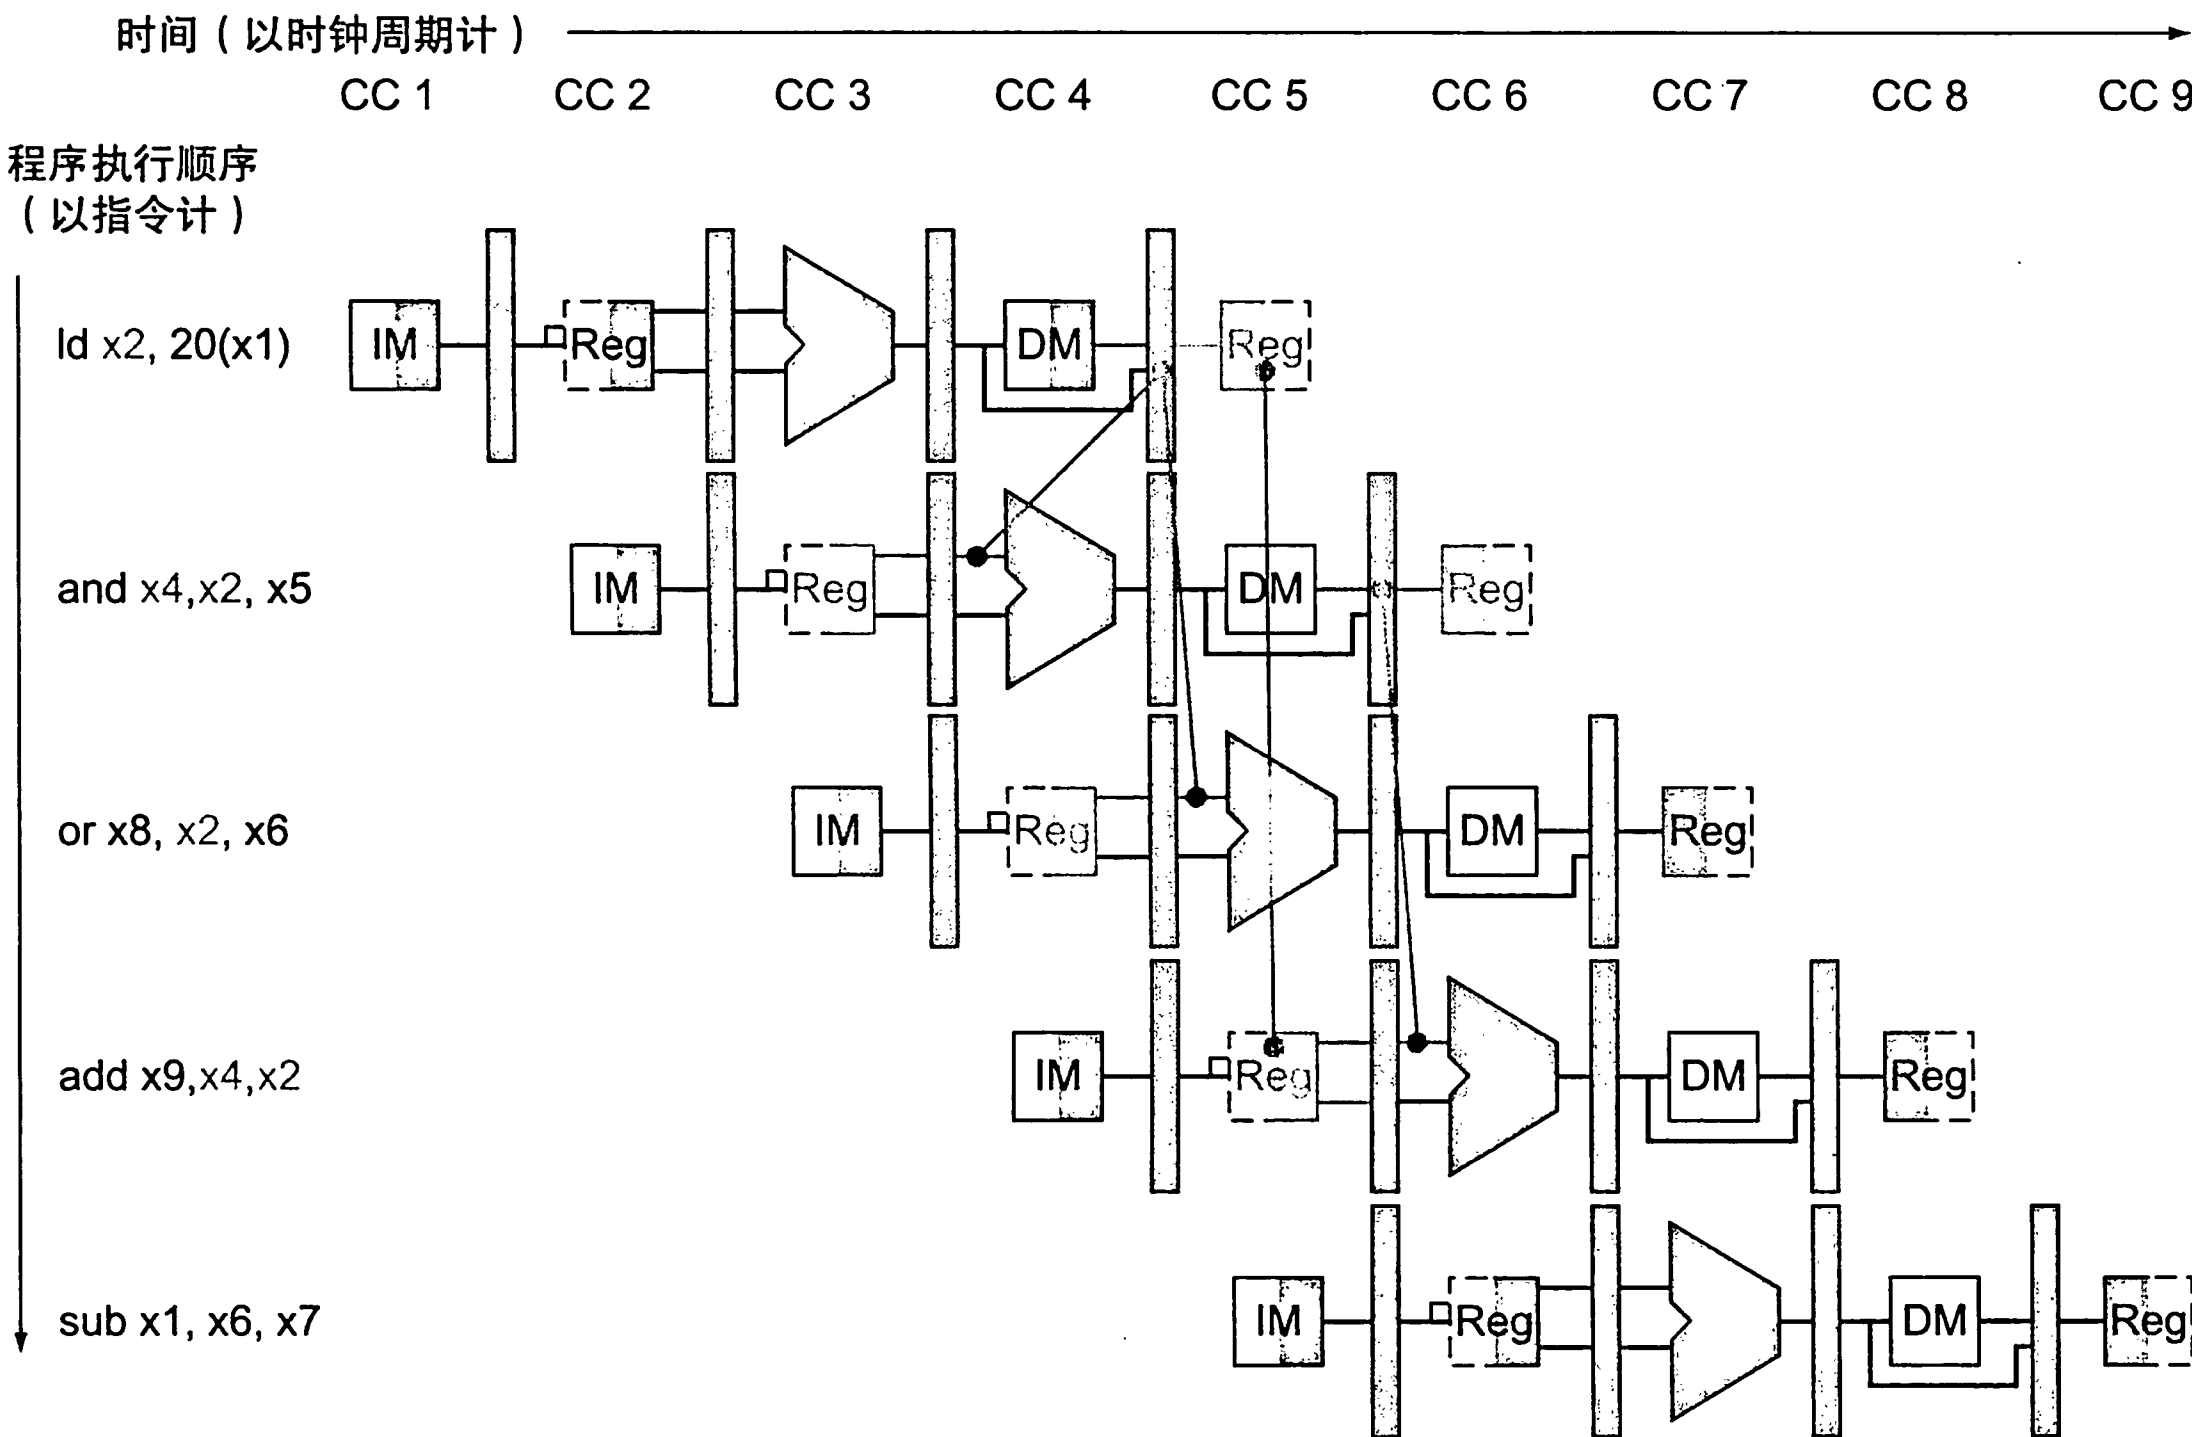 时间（以时钟周期计）
CC 1 CC 2 CC 3 CC 4 CC 5 CC 6 CC 7 CC 8 CC 9
程序执行顺序
（以指令计）
ld x2, 20(x1) IM Reg DM Reg
and x4,x2, x5 IM Reg DM Reg
or x8, x2, x6 IM Reg DM Reg
add x9,x4,x2 IM Reg DM Reg
sub x1, x6, x7 IM Reg DM Reg